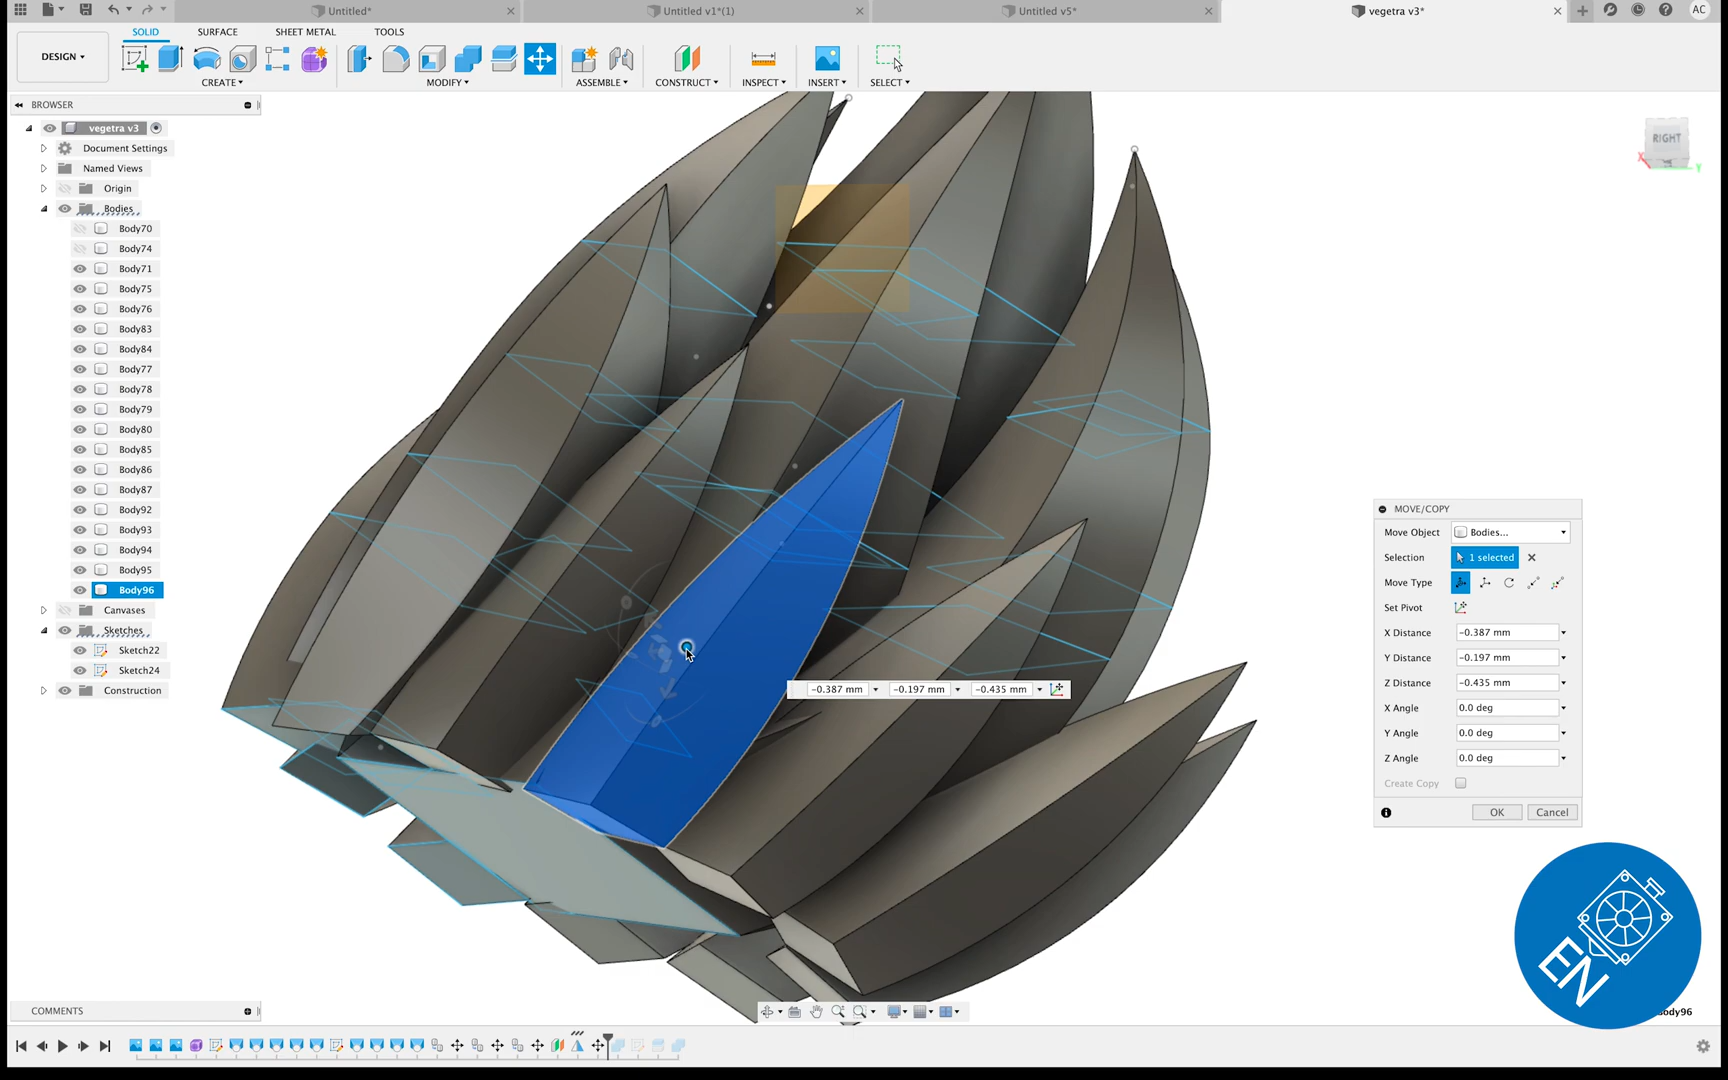 Untitled*
Untitled v1*(1)
Untitled v5*
vegetra v3*
AC
SOLID
SURFACE
SHEET METAL
TOOLS
DESIGN
CREATE
MODIFY
ASSEMBLE
CONSTRUCT
INSPECT
INSERT
SELECT
BROWSER
vegetra v3
Document Settings
Named Views
Origin
Bodies
Body70
Body74
Body71
Body75
Body76
Body83
Body84
Body77
Body78
Body79
Body80
Body85
Body86
Body87
Body92
Body93
Body94
Body95
Body96
Canvases
Sketches
Sketch22
Sketch24
Construction
RIGHT
X
Y
-0.387 mm
-0.197 mm
-0.435 mm
MOVE/COPY
Move Object Bodies...
Selection 1 selected
Move Type
Set Pivot
X Distance -0.387 mm
Y Distance -0.197 mm
Z Distance -0.435 mm
X Angle 0.0 deg
Y Angle 0.0 deg
Z Angle 0.0 deg
Create Copy
OK
Cancel
EN
ody96
COMMENTS